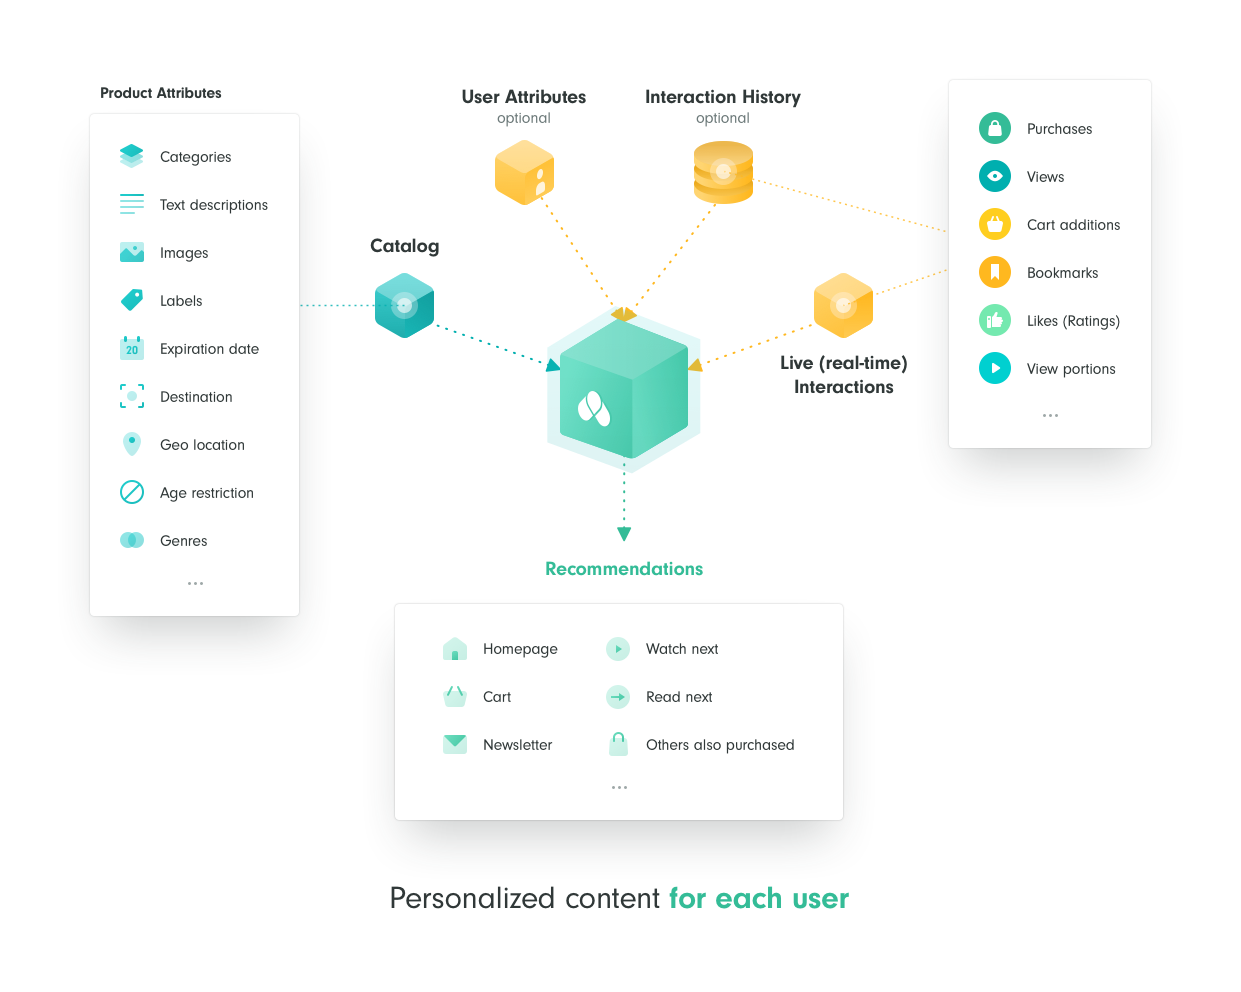 Product Attributes
Categories
Text descriptions
Images
Labels
20
Expiration date
Destination
Geo location
Age restriction
Genres
...
User Attributes
optional
Interaction History
optional
Catalog
Live (real-time)
Interactions
Purchases
Views
Cart additions
Bookmarks
Likes (Ratings)
View portions
...
Recommendations
Homepage
Watch next
Cart
Read next
Newsletter
Others also purchased
...
Personalized content for each user